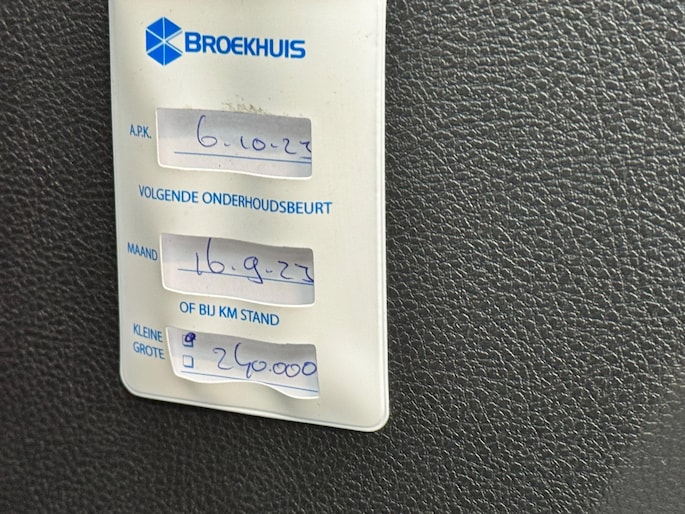 BROEKHUIS
A.P.K. 6-10-23
VOLGENDE ONDERHOUDSBEURT
MAAND 16-9-23
OF BIJ KM STAND
KLEINE
GROTE 240.000